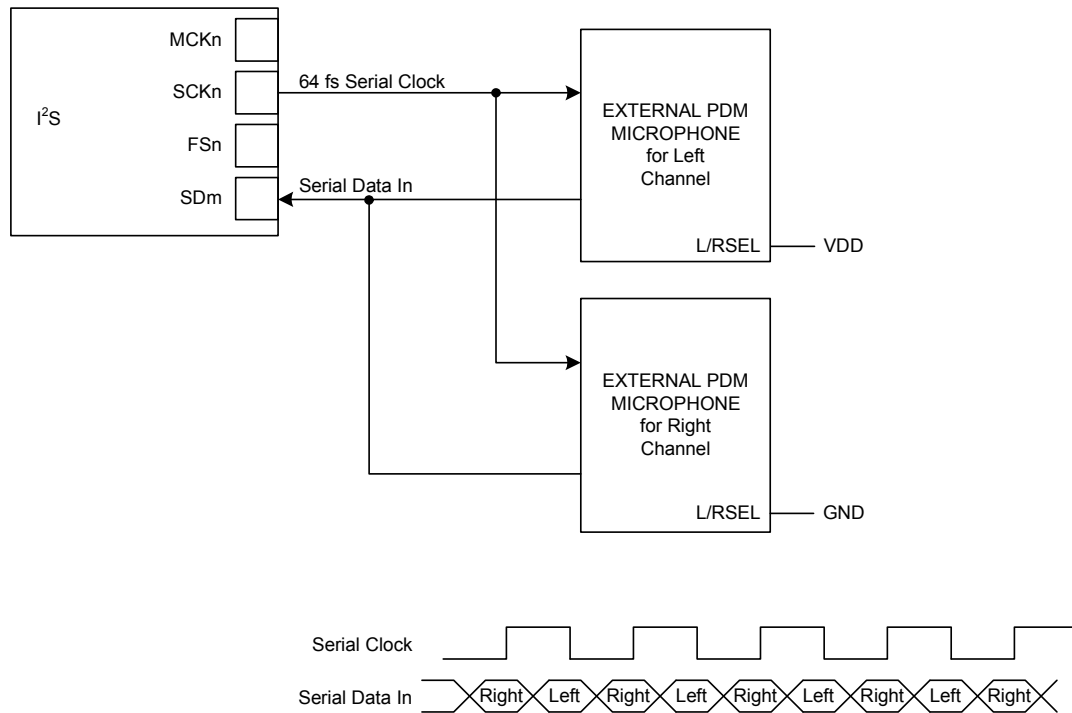 I²S
MCKn
SCKn
FSn
SDm
64 fs Serial Clock
Serial Data In
EXTERNAL PDM
MICROPHONE
for Left
Channel
L/RSEL
VDD
EXTERNAL PDM
MICROPHONE
for Right
Channel
L/RSEL
GND
Serial Clock
Serial Data In Right Left Right Left Right Left Right Left Right